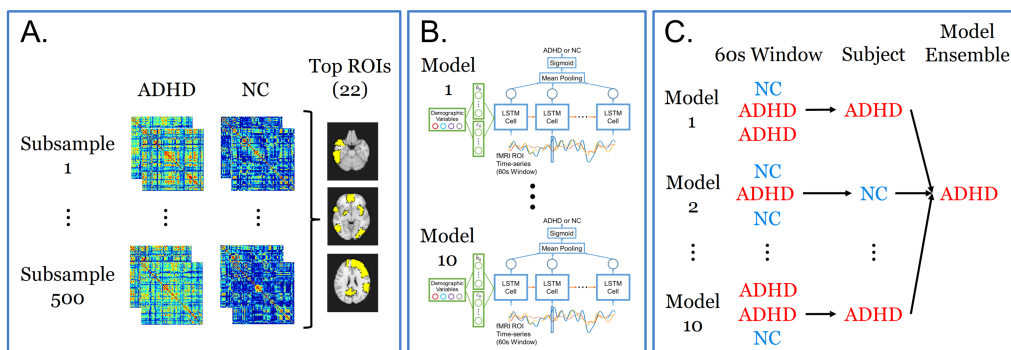 A.
Top ROIs
(22)
ADHD
NC
Subsample
1
Subsample
500
B.
Model
1
ADHD or NC
Sigmoid
Mean Pooling
Demographic
Variables
LSTM
Cell
LSTM
Cell
LSTM
Cell
fMRI ROI
Time-series
(60s Window)
Model
10
ADHD or NC
Sigmoid
Mean Pooling
Demographic
Variables
LSTM
Cell
LSTM
Cell
LSTM
Cell
fMRI ROI
Time-series
(60s Window)
C.
60s Window
Subject
Model
Ensemble
Model
1
NC
ADHD
ADHD
ADHD
Model
2
NC
ADHD
NC
NC
ADHD
Model
10
ADHD
ADHD
NC
ADHD